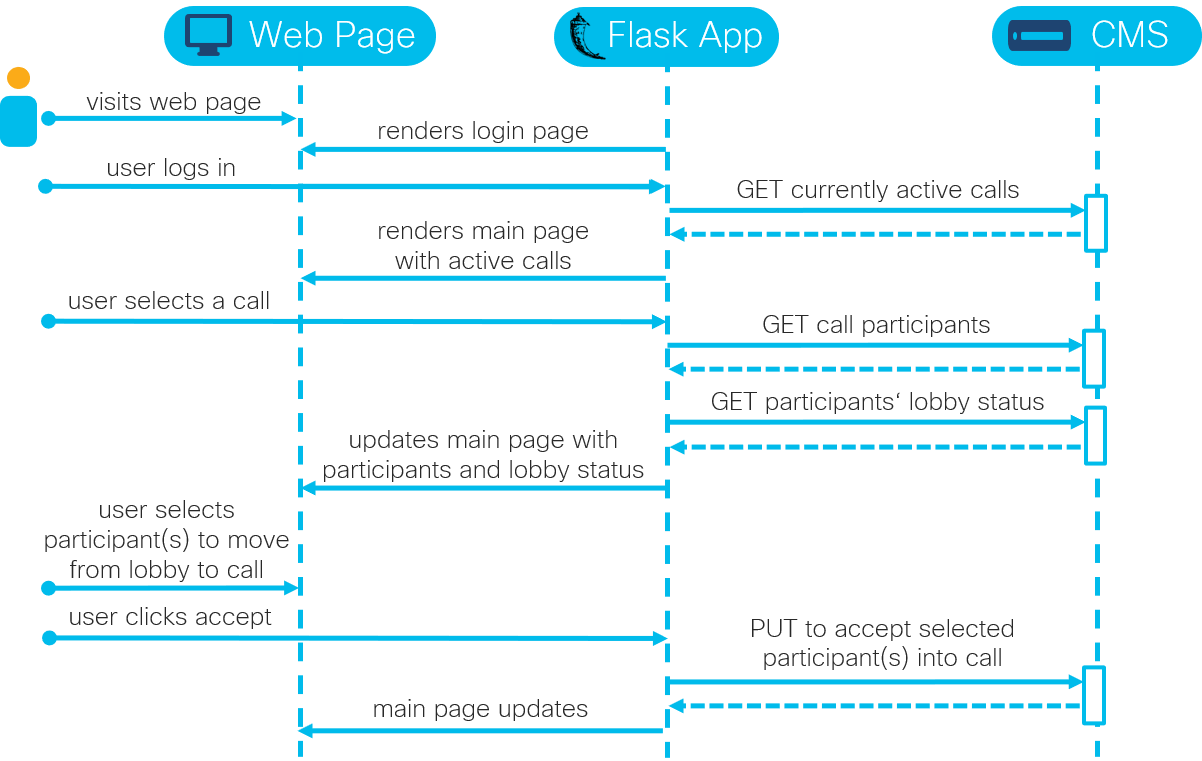 Web Page
Flask App
CMS
visits web page
renders login page
user logs in
GET currently active calls
renders main page
with active calls
user selects a call
GET call participants
GET participants‘ lobby status
updates main page with
participants and lobby status
user selects
participant(s) to move
from lobby to call
user clicks accept
PUT to accept selected
participant(s) into call
main page updates